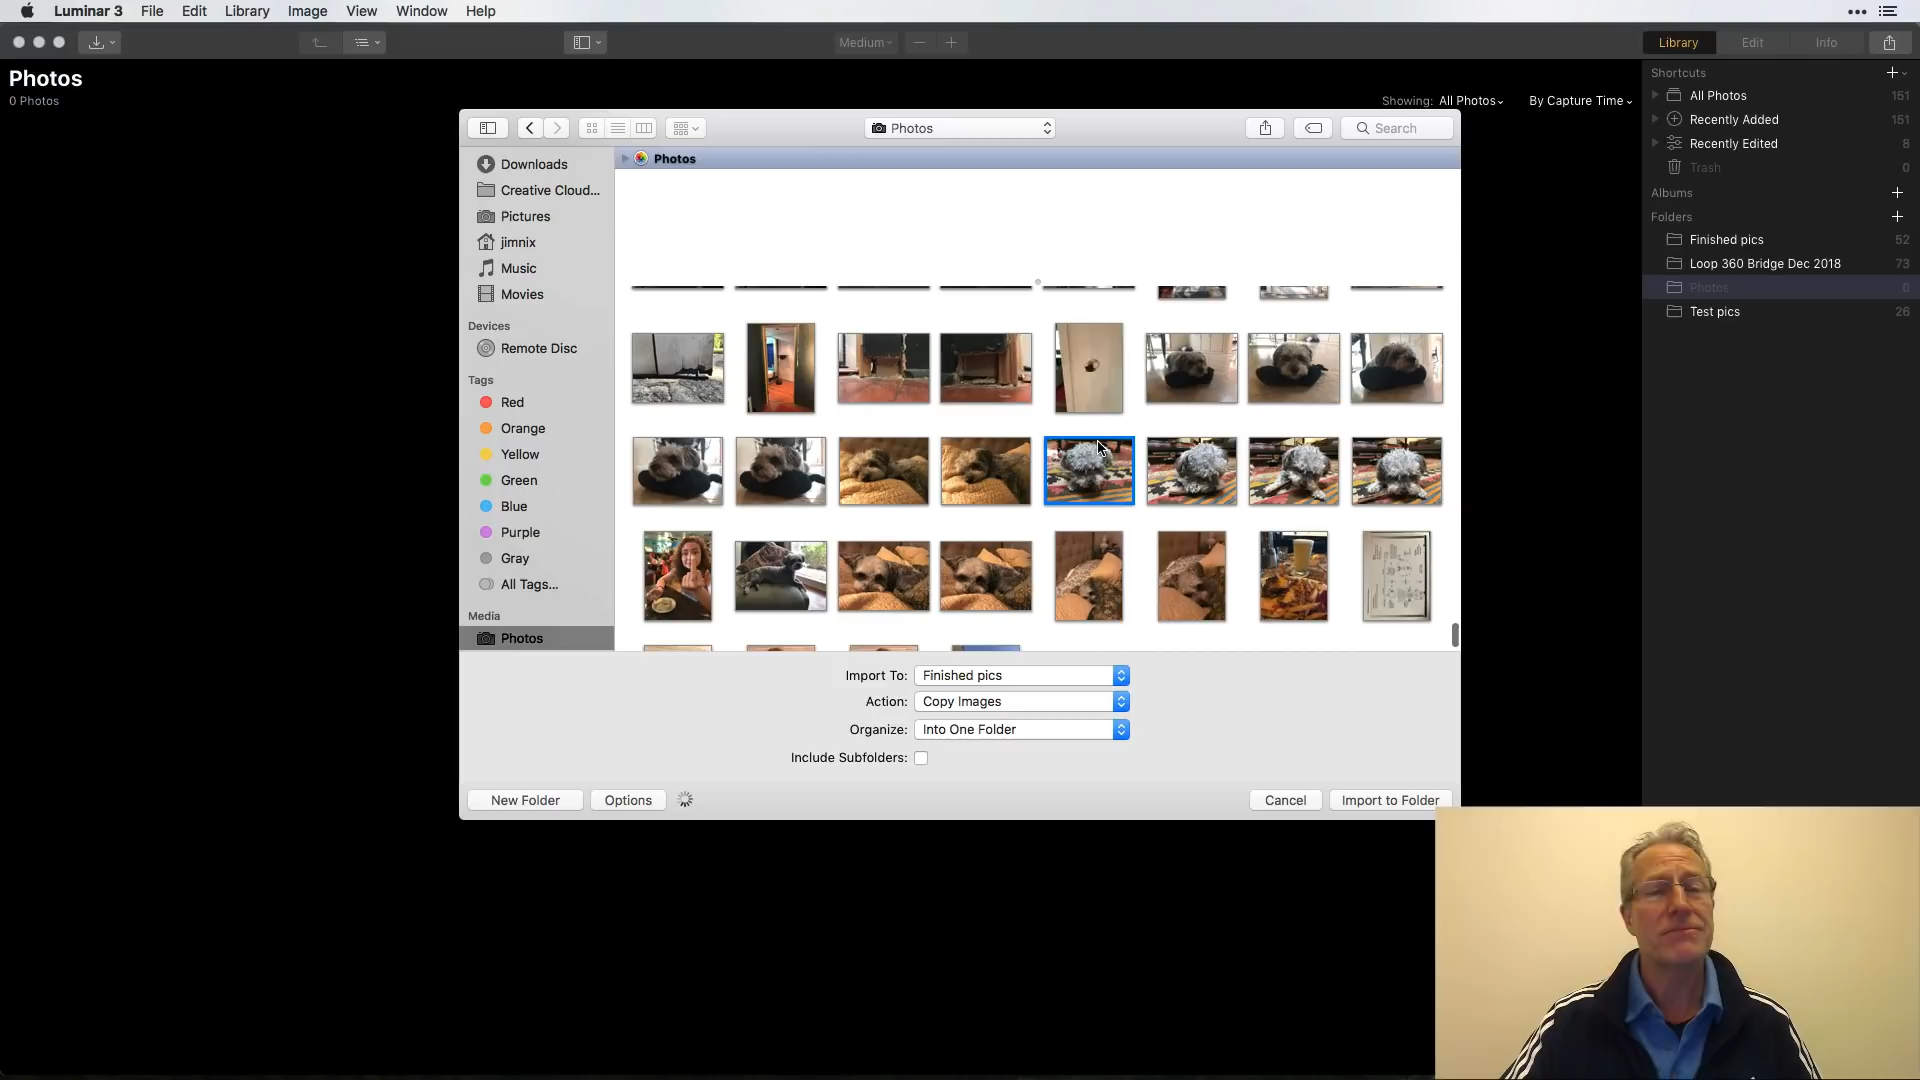 Luminar 3 File Edit Library Image View Window Help
Medium
Library Edit Info
Photos
0 Photos
Showing: All Photos By Capture Time
Shortcuts
All Photos 151
Recently Added 151
Recently Edited 8
Trash 0
Albums
Folders
Finished pics 52
Loop 360 Bridge Dec 2018 73
Photos 0
Test pics 26
Photos
Search
Downloads
Creative Cloud...
Pictures
jimnix
Music
Movies
Devices
Remote Disc
Tags
Red
Orange
Yellow
Green
Blue
Purple
Gray
All Tags...
Media
Photos
Photos
Import To: Finished pics
Action: Copy Images
Organize: Into One Folder
Include Subfolders:
New Folder Options Cancel Import to Folder